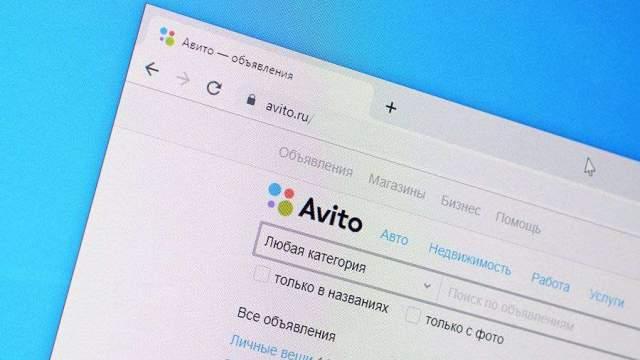 Авито — объявления
avito.ru/
Объявления Магазины Бизнес Помощь
Avito Авто Недвижимость Работа Услуги
Любая категория Поиск по объявлениям
только в названиях только с фото
Все объявления
Личные вещи